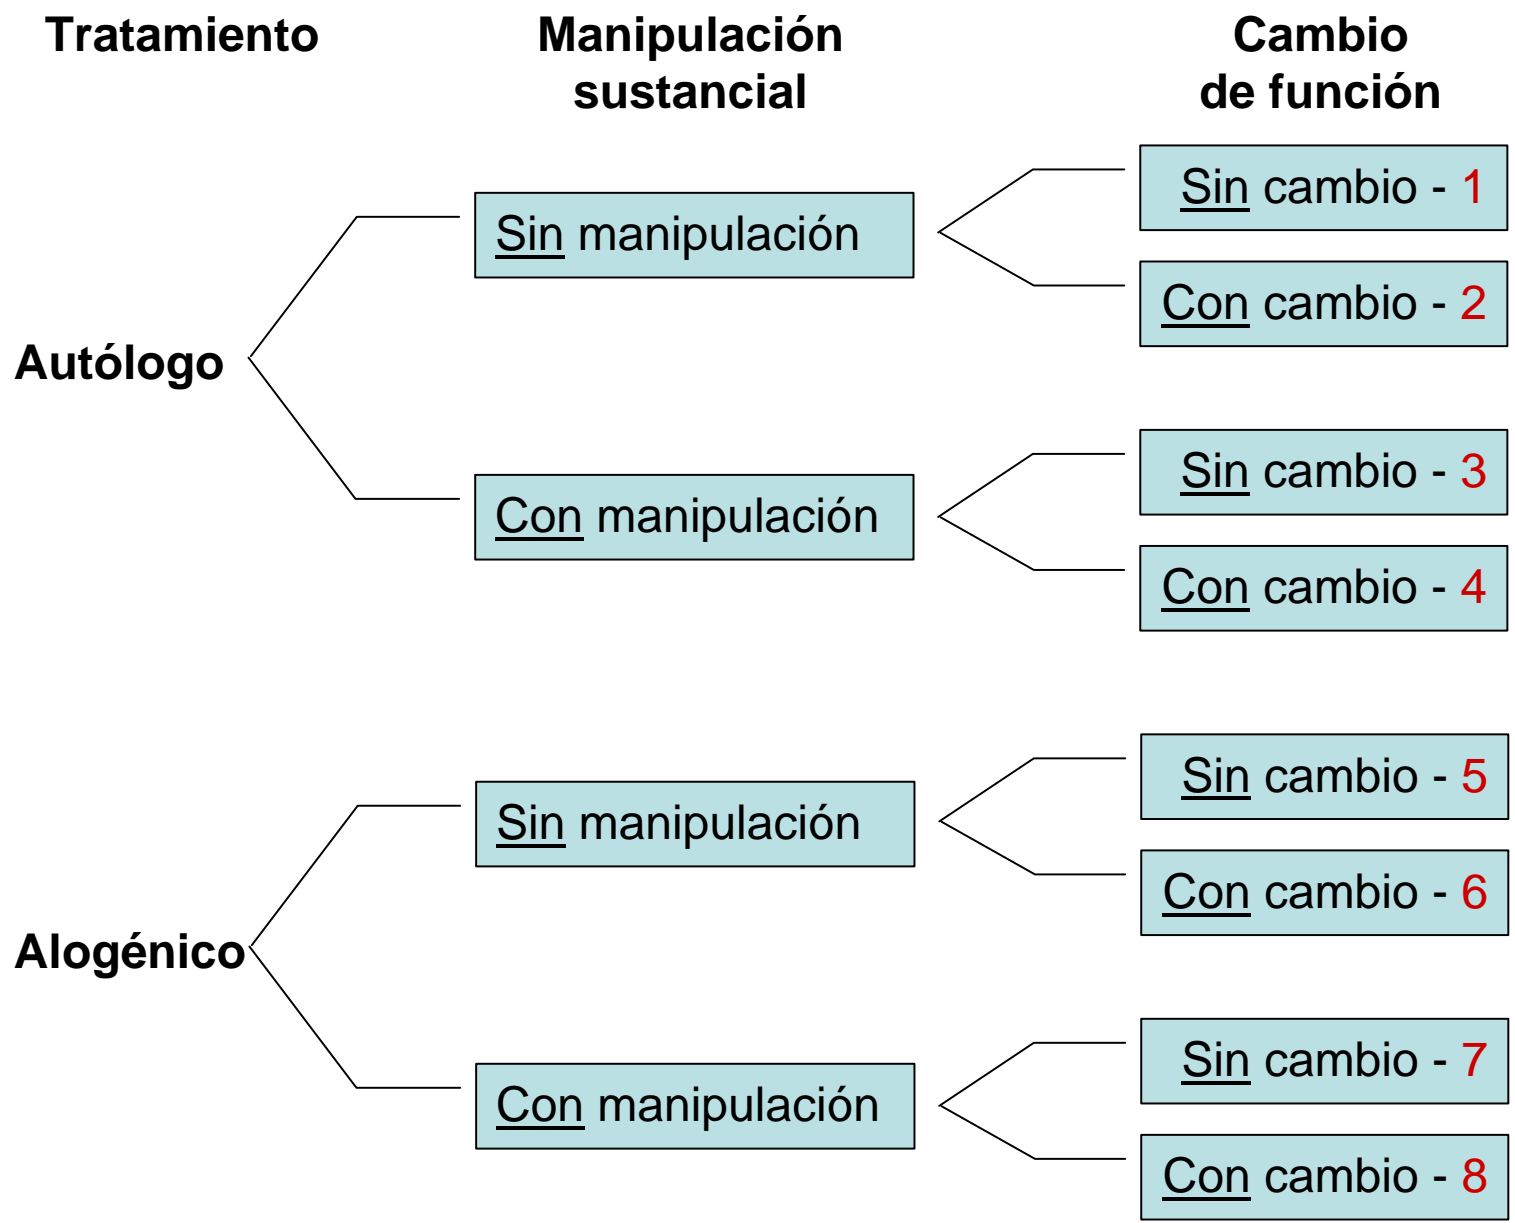 Tratamiento
Manipulación
sustancial
Cambio
de función
Autólogo
Sin manipulación
Sin cambio - 1
Con cambio - 2
Con manipulación
Sin cambio - 3
Con cambio - 4
Alogénico
Sin manipulación
Sin cambio - 5
Con cambio - 6
Con manipulación
Sin cambio - 7
Con cambio - 8